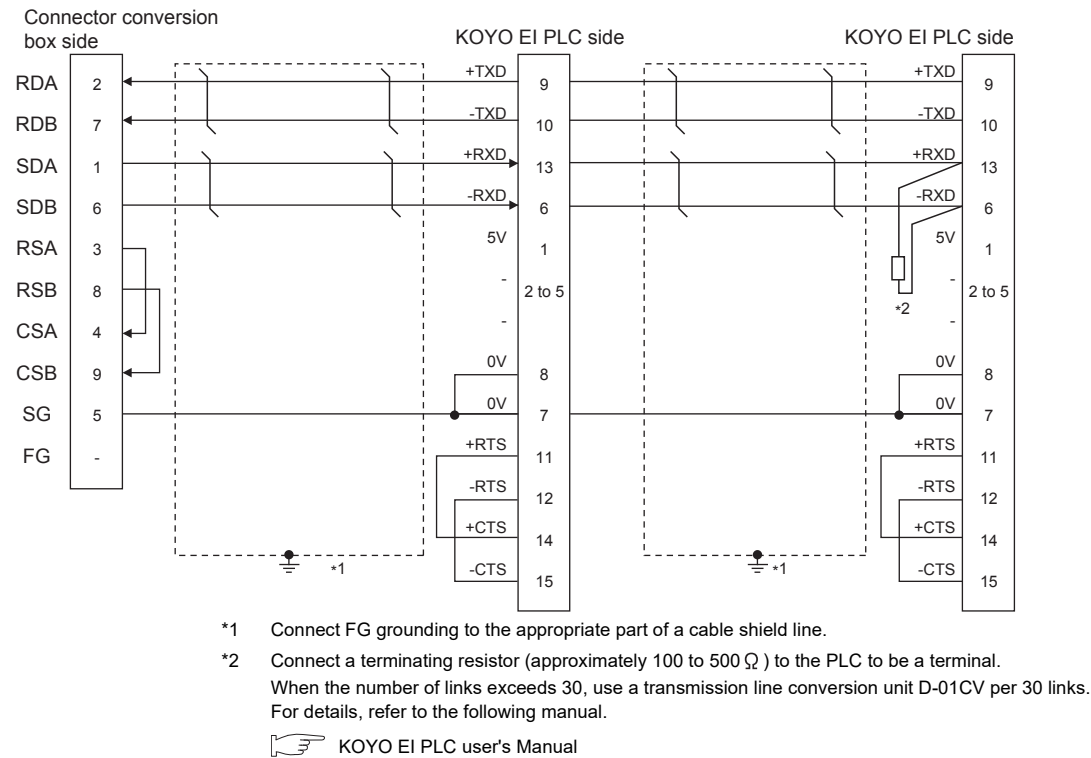 Connector conversion
box side
KOYO EI PLC side
KOYO EI PLC side
RDA 2 +TXD 9 +TXD 9
RDB 7 -TXD 10 -TXD 10
SDA 1 +RXD 13 +RXD 13
SDB 6 -RXD 6 -RXD 6
RSA 3 5V 1 5V 1
RSB 8 - 2 to 5 - 2 to 5
*2
CSA 4 - -
CSB 9 0V 8 0V 8
SG 5 0V 7 0V 7
FG - +RTS 11 +RTS 11
-RTS 12 -RTS 12
+CTS 14 +CTS 14
*1 -CTS 15 *1 -CTS 15
*1 Connect FG grounding to the appropriate part of a cable shield line.
*2 Connect a terminating resistor (approximately 100 to 500 Ω ) to the PLC to be a terminal.
When the number of links exceeds 30, use a transmission line conversion unit D-01CV per 30 links.
For details, refer to the following manual.
KOYO EI PLC user's Manual